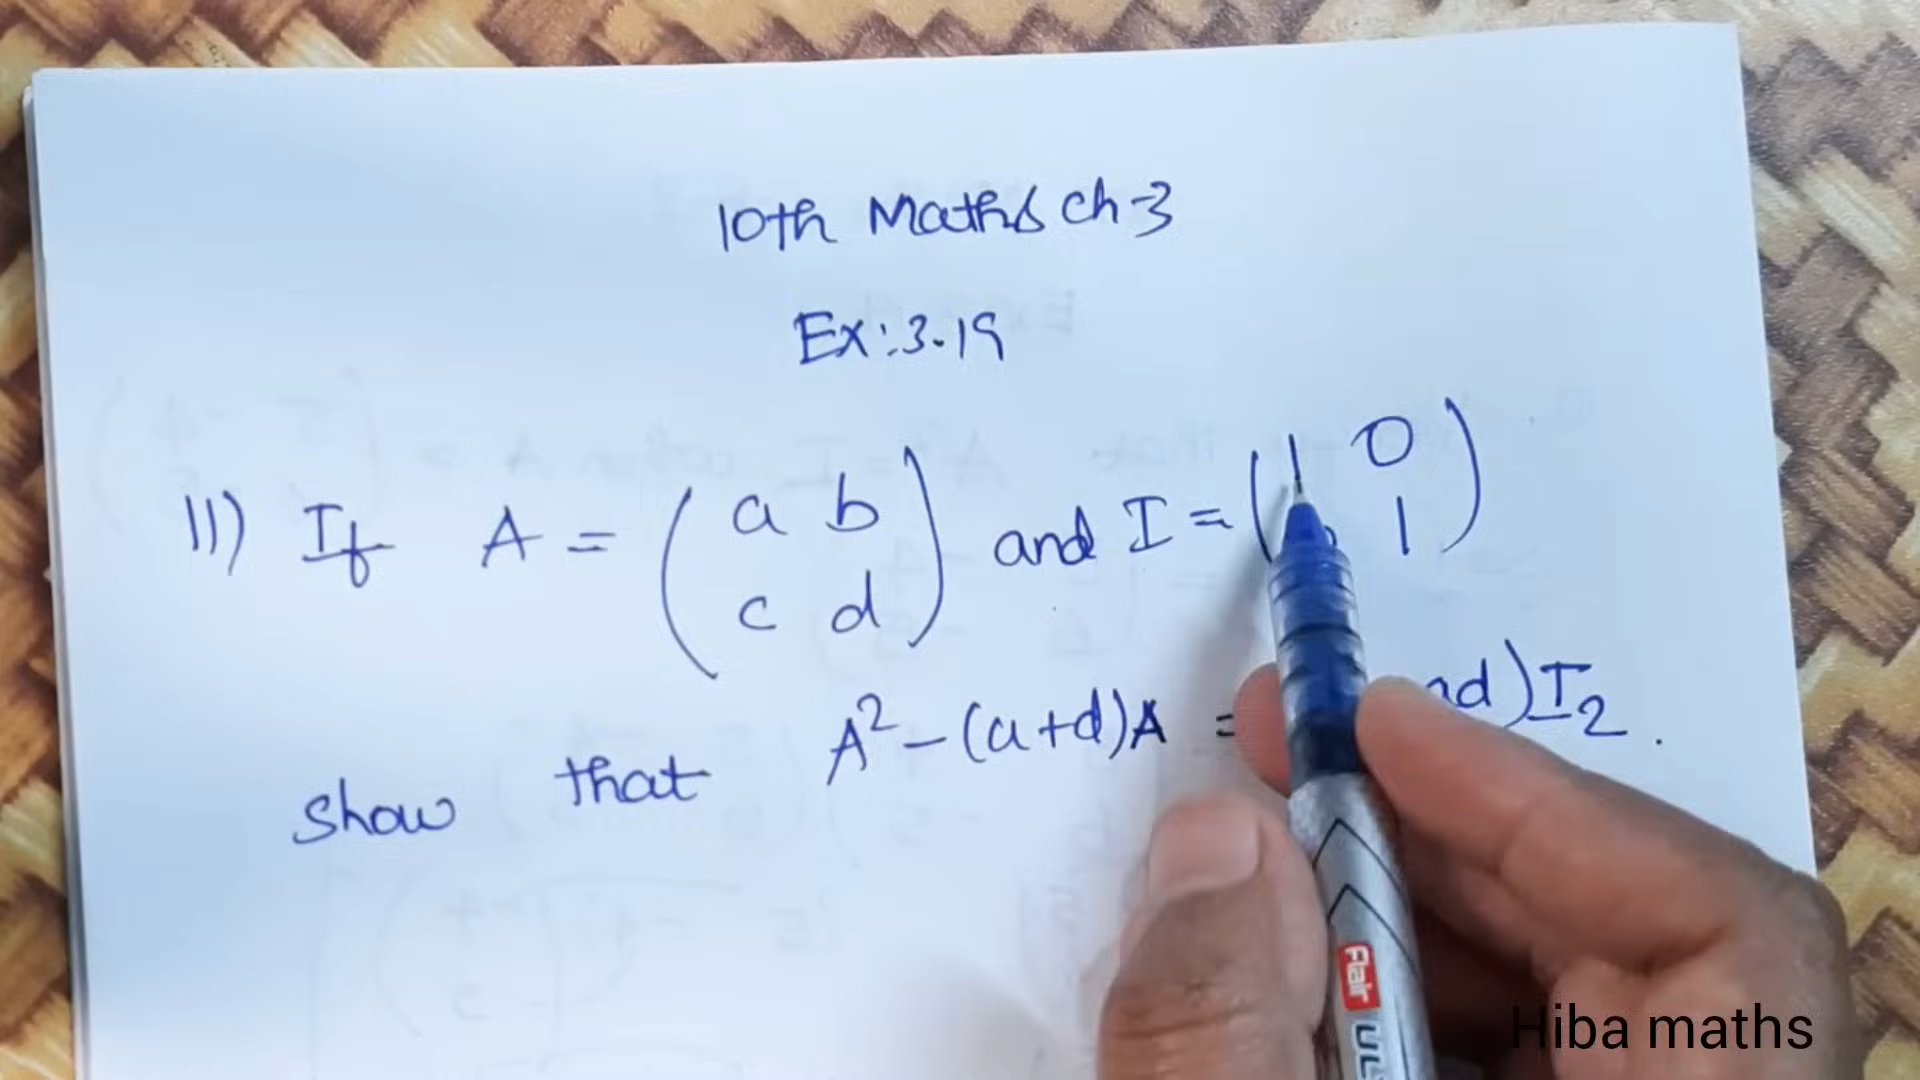 10th Maths ch-3
Ex:3.19
11) If A = ( a b and I = ( 1 0 )
c d ) 1
show that A² - (a+d)A = d)I₂.
Flair
Hiba maths